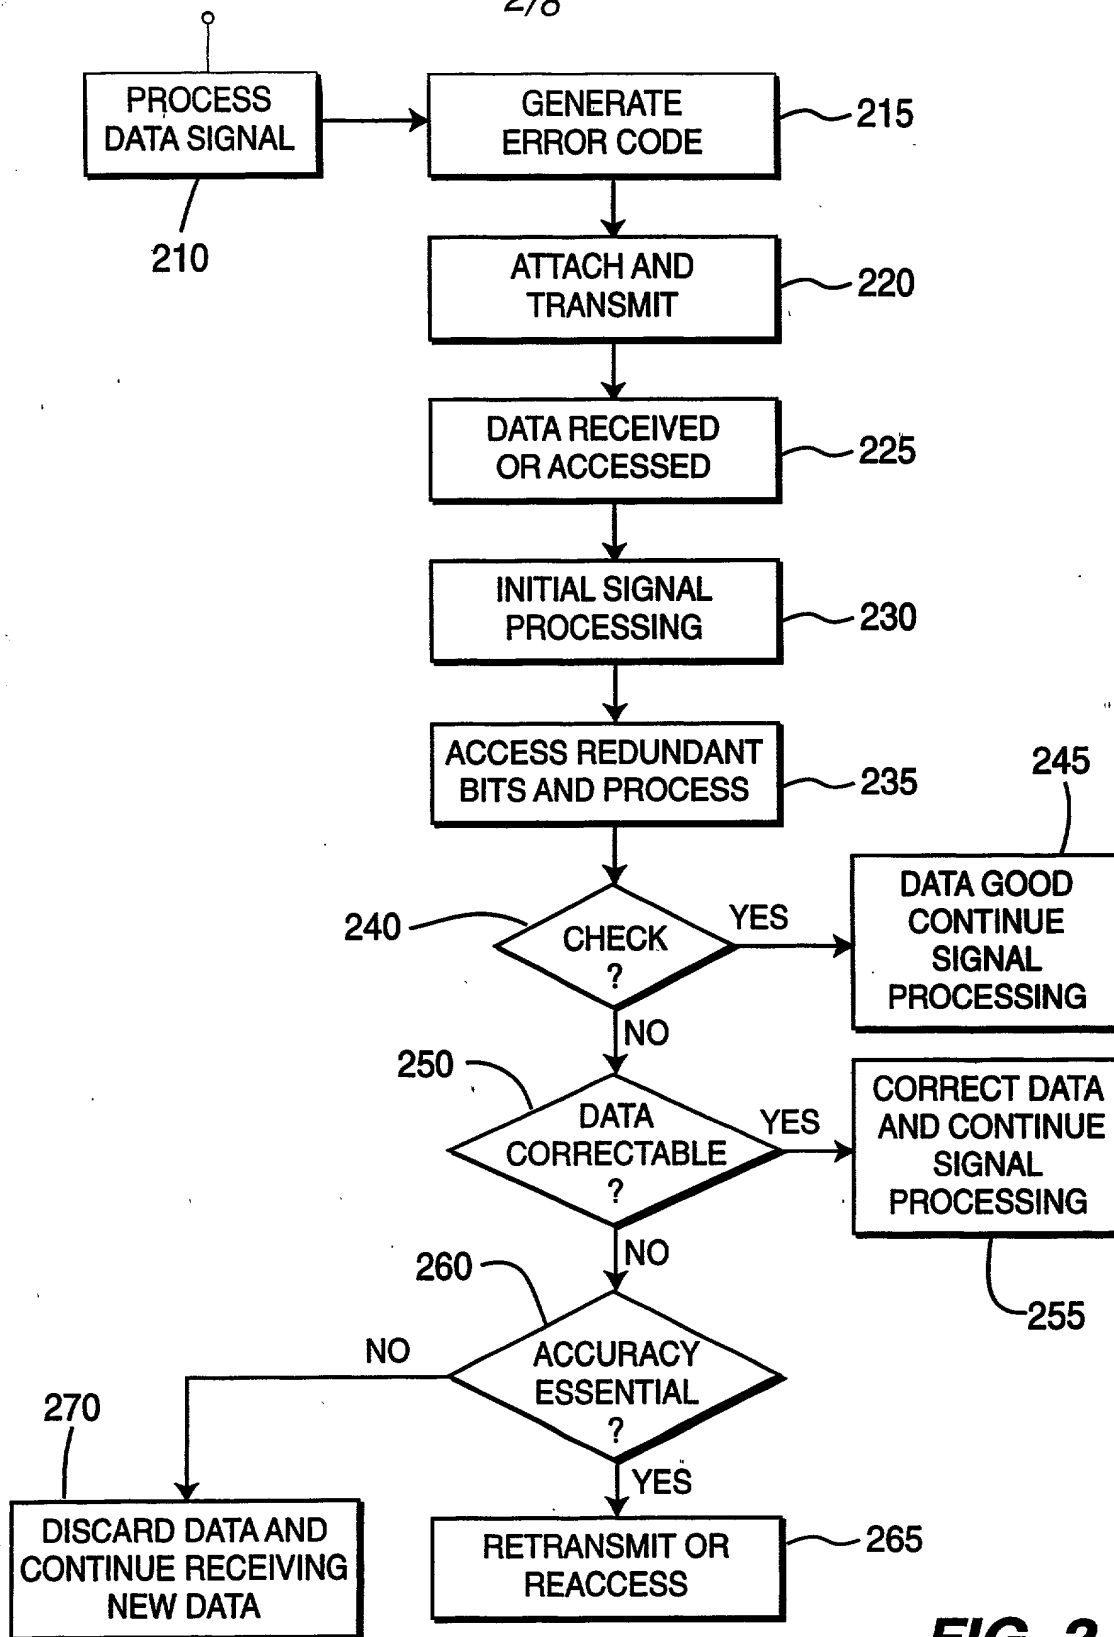 2/8
PROCESS
DATA SIGNAL
210
GENERATE
ERROR CODE
215
ATTACH AND
TRANSMIT
220
DATA RECEIVED
OR ACCESSED
225
INITIAL SIGNAL
PROCESSING
230
ACCESS REDUNDANT
BITS AND PROCESS
235
240
CHECK
?
YES
245
DATA GOOD
CONTINUE
SIGNAL
PROCESSING
NO
250
DATA
CORRECTABLE
?
YES
CORRECT DATA
AND CONTINUE
SIGNAL
PROCESSING
255
NO
260
ACCURACY
ESSENTIAL
?
NO
270
DISCARD DATA AND
CONTINUE RECEIVING
NEW DATA
YES
RETRANSMIT OR
REACCESS
265
FIG. 2